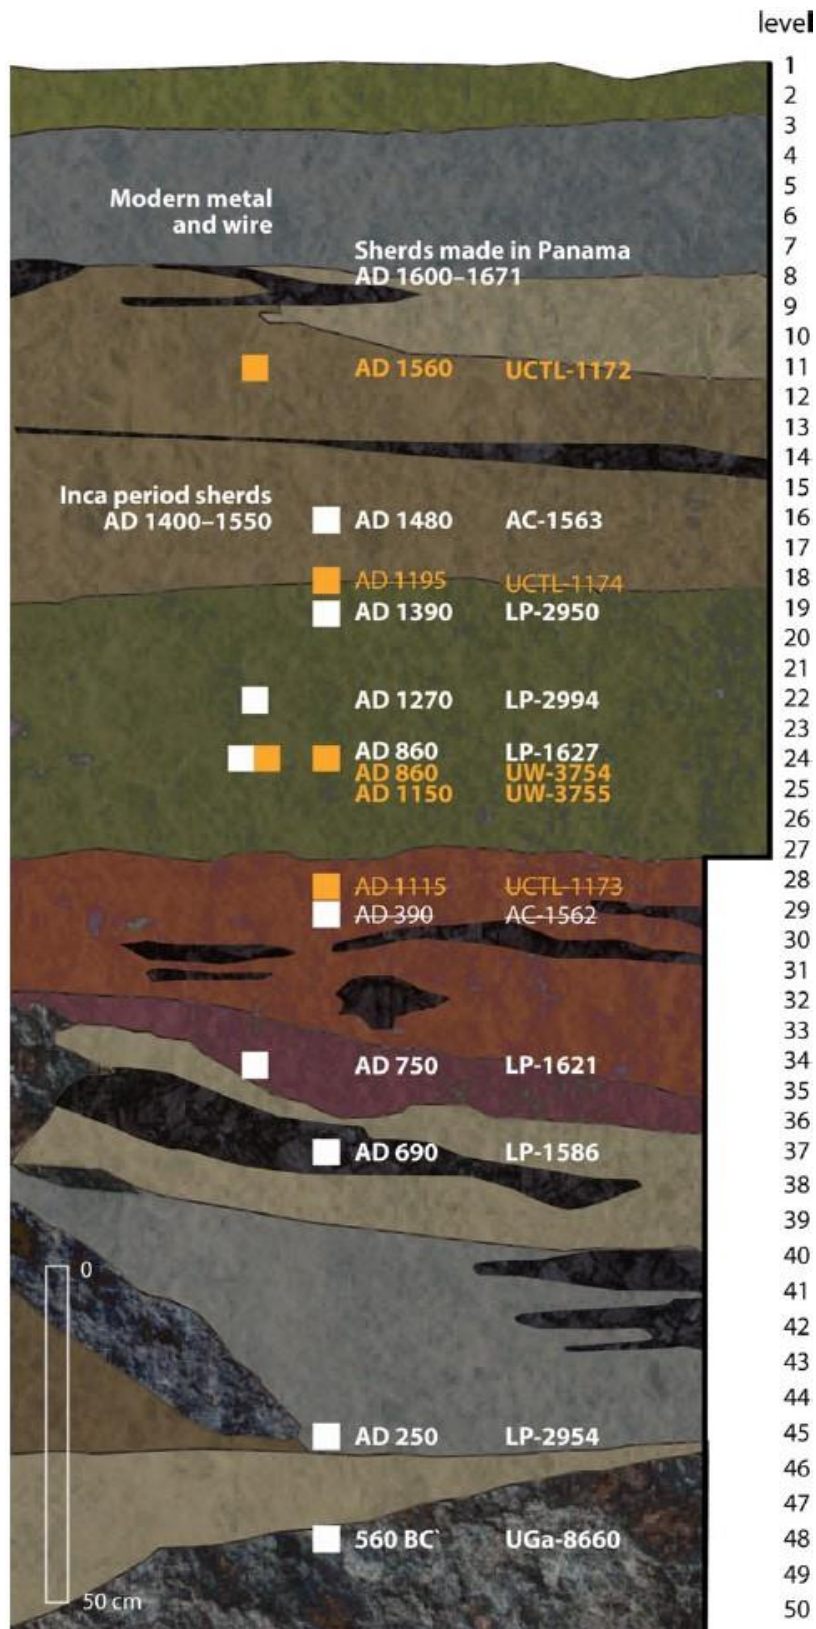 level
1
2
3
4
5
Modern metal
and wire
6
7
Sherds made in Panama
AD 1600–1671
8
9
10
AD 1560 UCTL-1172 11
12
13
14
15
Inca period sherds
AD 1400–1550
AD 1480 AC-1563 16
17
AD 1195 UCTL-1174 18
AD 1390 LP-2950 19
20
21
AD 1270 LP-2994 22
23
AD 860 LP-1627 24
AD 860 UW-3754
AD 1150 UW-3755 25
26
27
AD 1115 UCTL-1173 28
AD 390 AC-1562 29
30
31
32
33
AD 750 LP-1621 34
35
36
AD 690 LP-1586 37
38
39
40
0
41
42
43
44
AD 250 LP-2954 45
46
47
560 BC` UGa-8660 48
49
50 cm
50